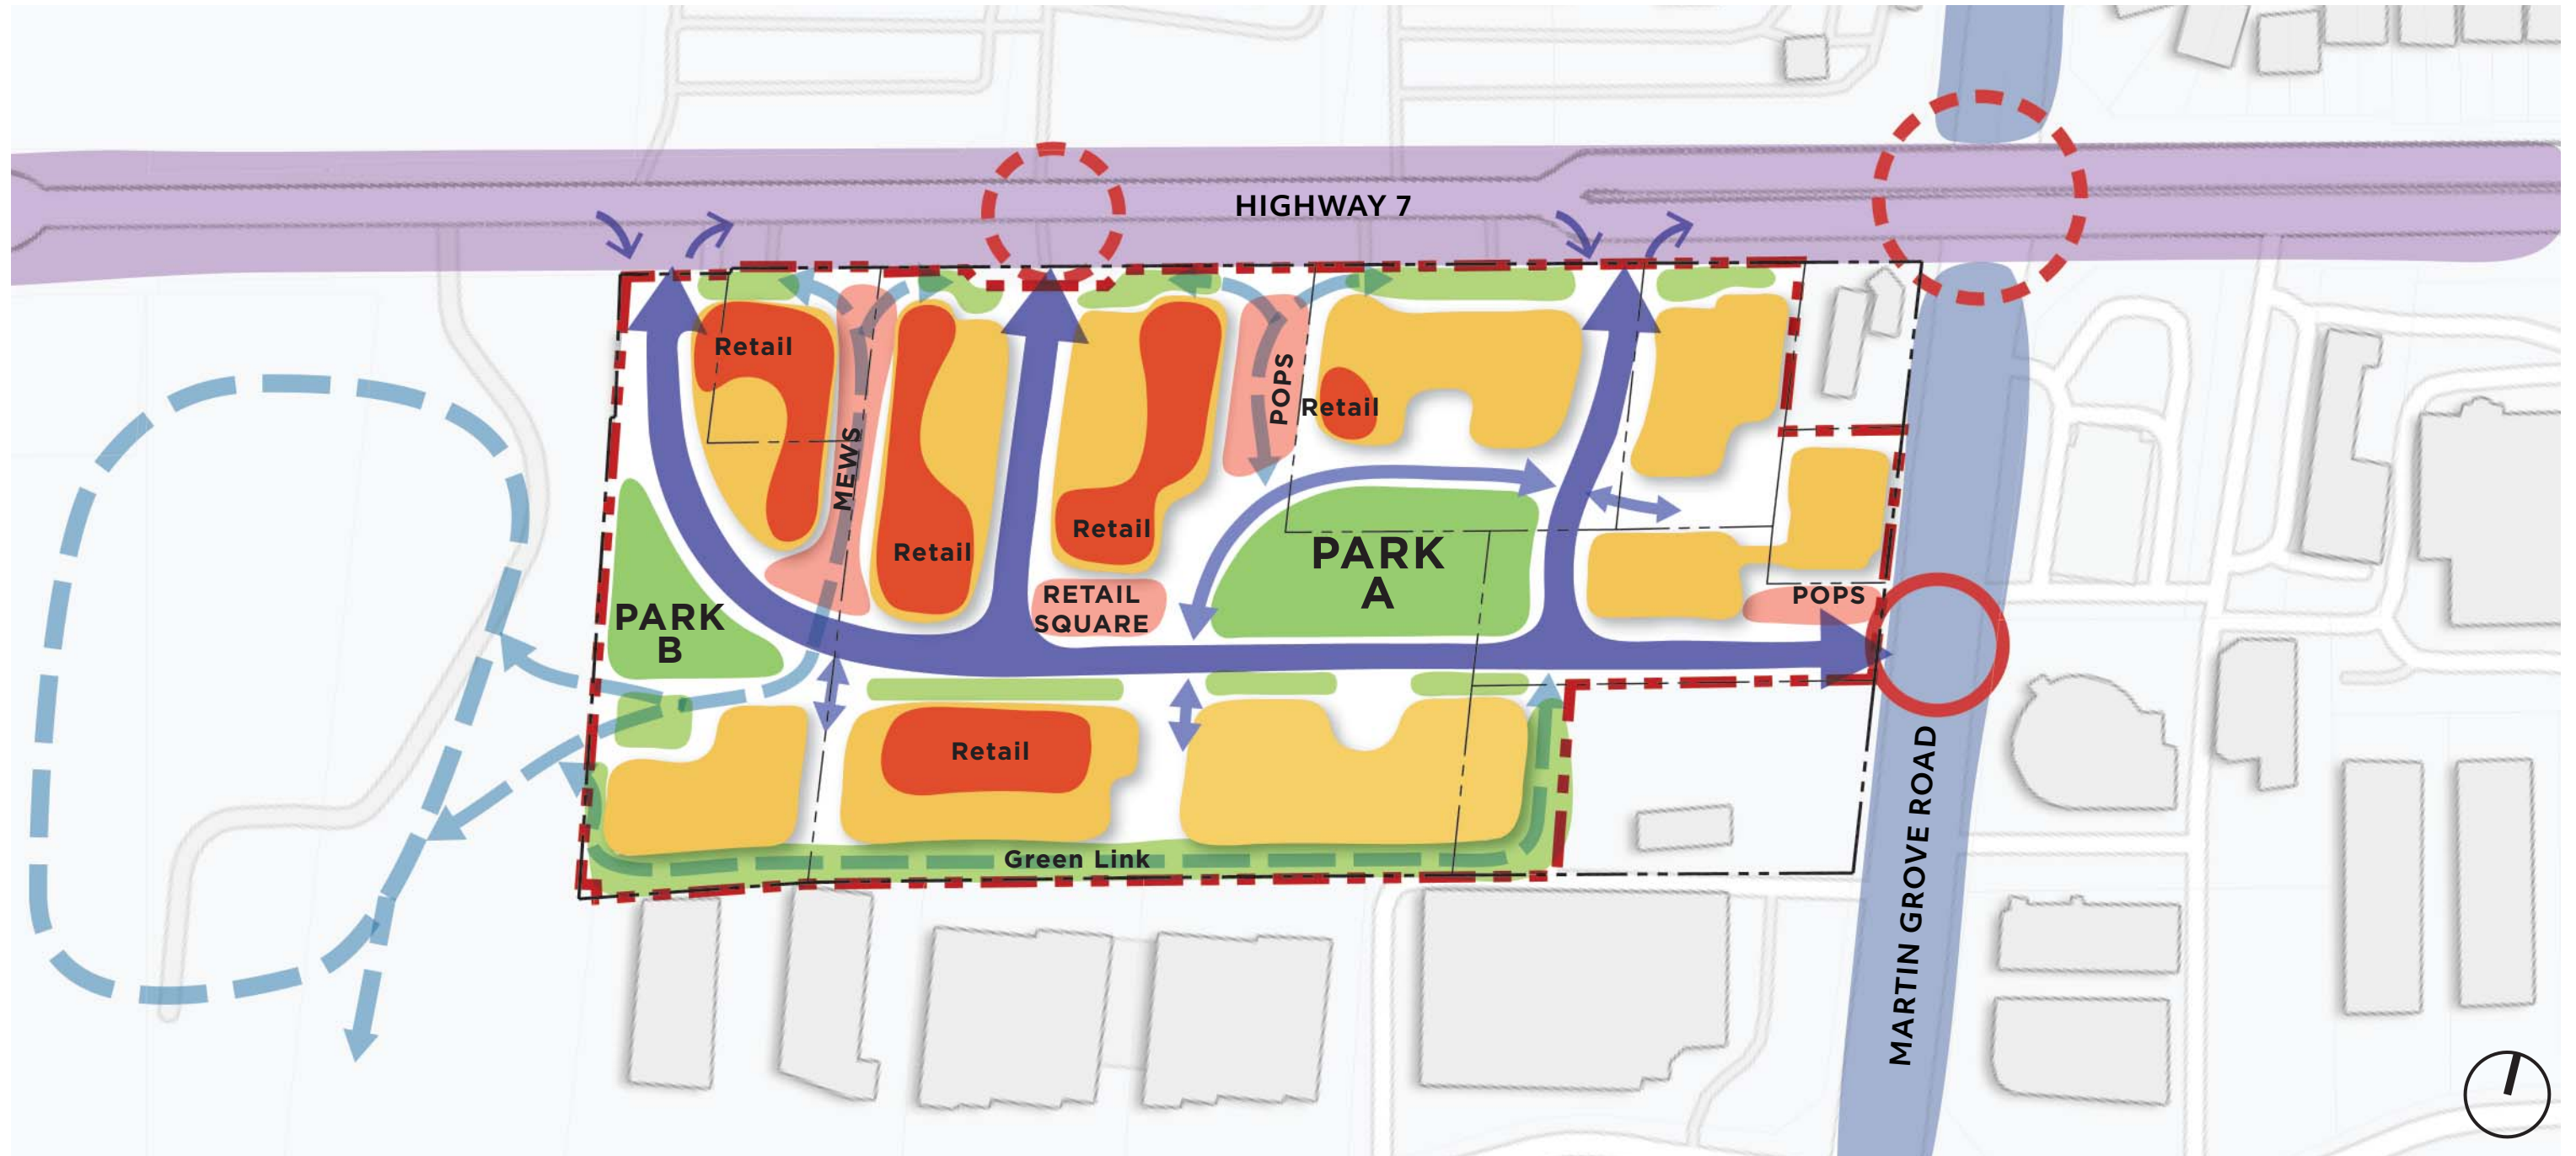 HIGHWAY 7
Retail
POPS
Retail
MEWS
Retail
Retail
PARK
A
RETAIL
SQUARE
POPS
PARK
B
Retail
Green Link
MARTIN GROVE ROAD